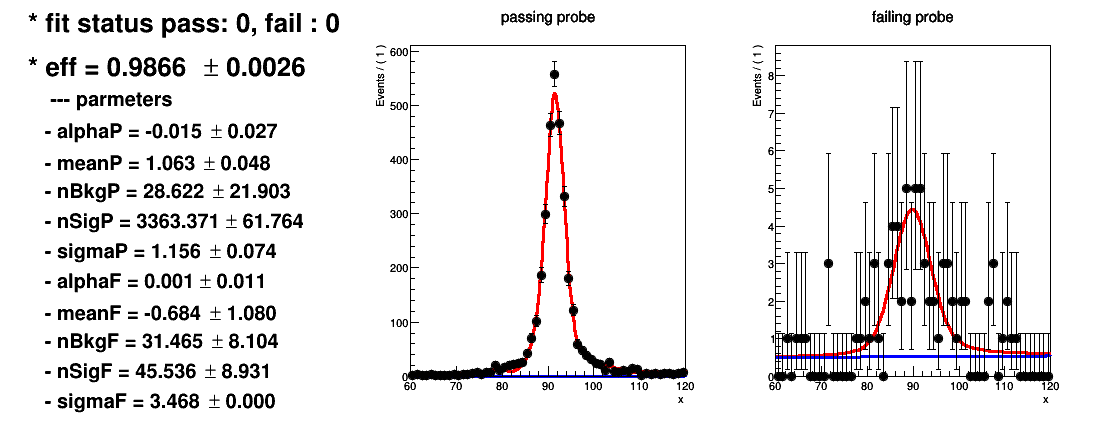 * fit status pass: 0, fail : 0
* eff = 0.9866 ± 0.0026
--- parmeters
- alphaP = -0.015 ± 0.027
- meanP = 1.063 ± 0.048
- nBkgP = 28.622 ± 21.903
- nSigP = 3363.371 ± 61.764
- sigmaP = 1.156 ± 0.074
- alphaF = 0.001 ± 0.011
- meanF = -0.684 ± 1.080
- nBkgF = 31.465 ± 8.104
- nSigF = 45.536 ± 8.931
- sigmaF = 3.468 ± 0.000
passing probe
Events / ( 1 )
600
500
400
300
200
100
0
60 70 80 90 100 110 120
x
failing probe
Events / ( 1 )
8
7
6
5
4
3
2
1
0
60 70 80 90 100 110 120
x